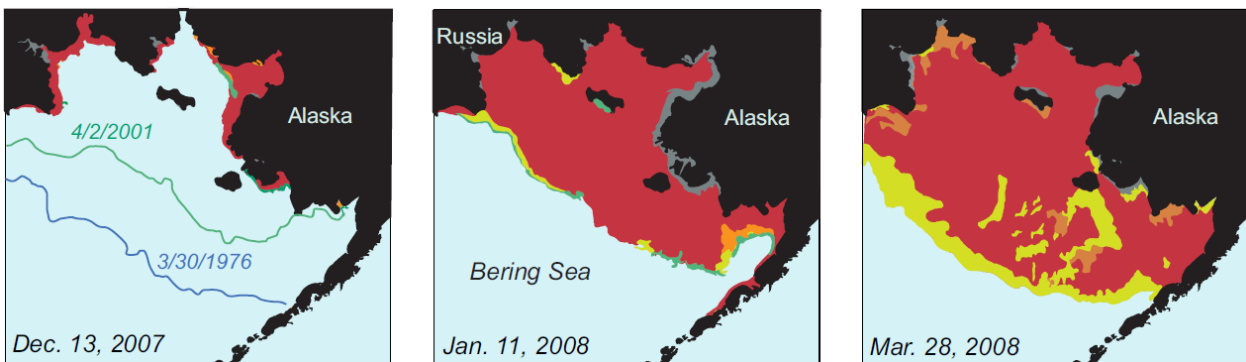 Alaska
4/2/2001
3/30/1976
Dec. 13, 2007
Russia
Alaska
Bering Sea
Jan. 11, 2008
Alaska
Mar. 28, 2008